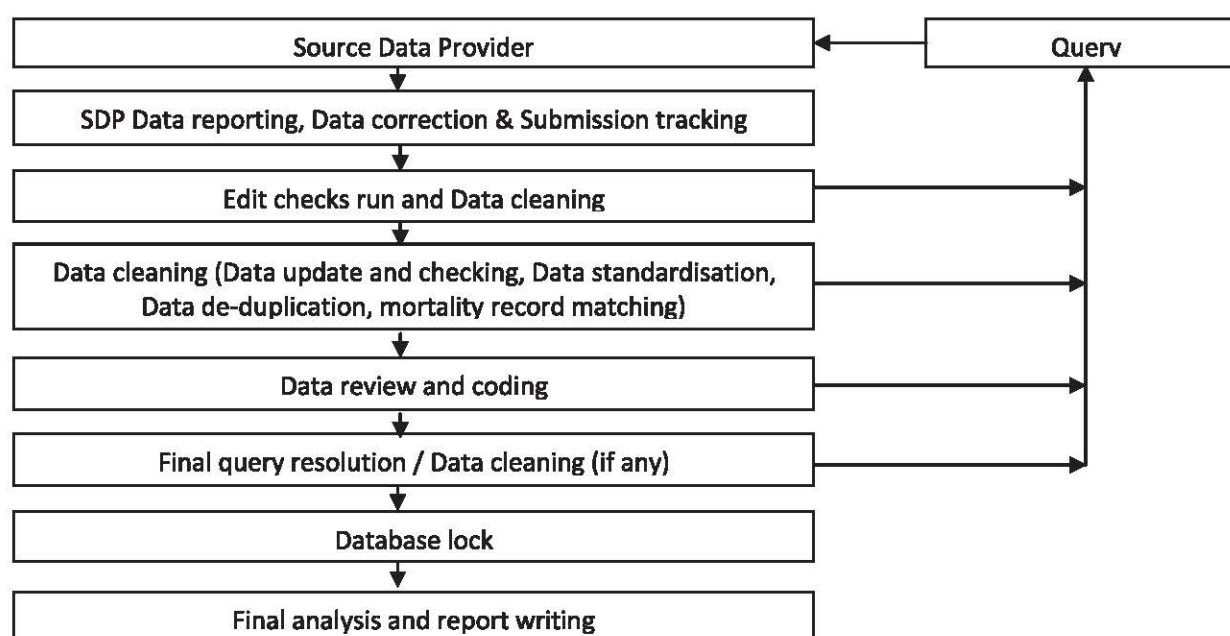 Source Data Provider
Query
SDP Data reporting, Data correction & Submission tracking
Edit checks run and Data cleaning
Data cleaning (Data update and checking, Data standardisation,
Data de-duplication, mortality record matching)
Data review and coding
Final query resolution / Data cleaning (if any)
Database lock
Final analysis and report writing